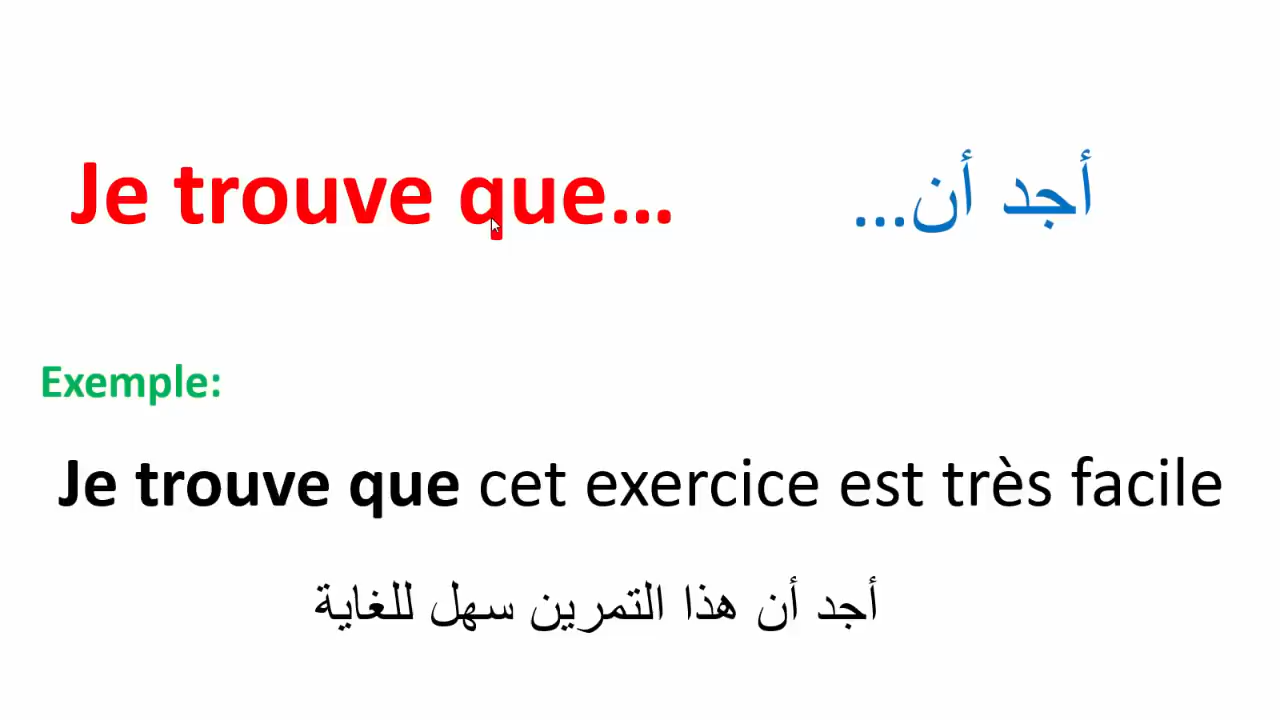 Je trouve que...
أجد أن...
Exemple:
Je trouve que cet exercice est très facile
أجد أن هذا التمرين سهل للغاية